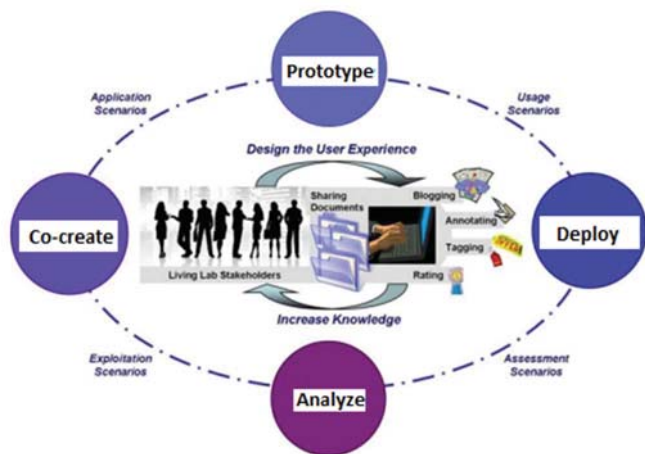 Prototype
Application
Scenarios
Usage
Scenarios
Design the User Experience
Sharing
Documents
Blogging
Annotating
Tagging
Rating
Co-create
Deploy
Living Lab Stakeholders
Increase Knowledge
Exploitation
Scenarios
Assessment
Scenarios
Analyze